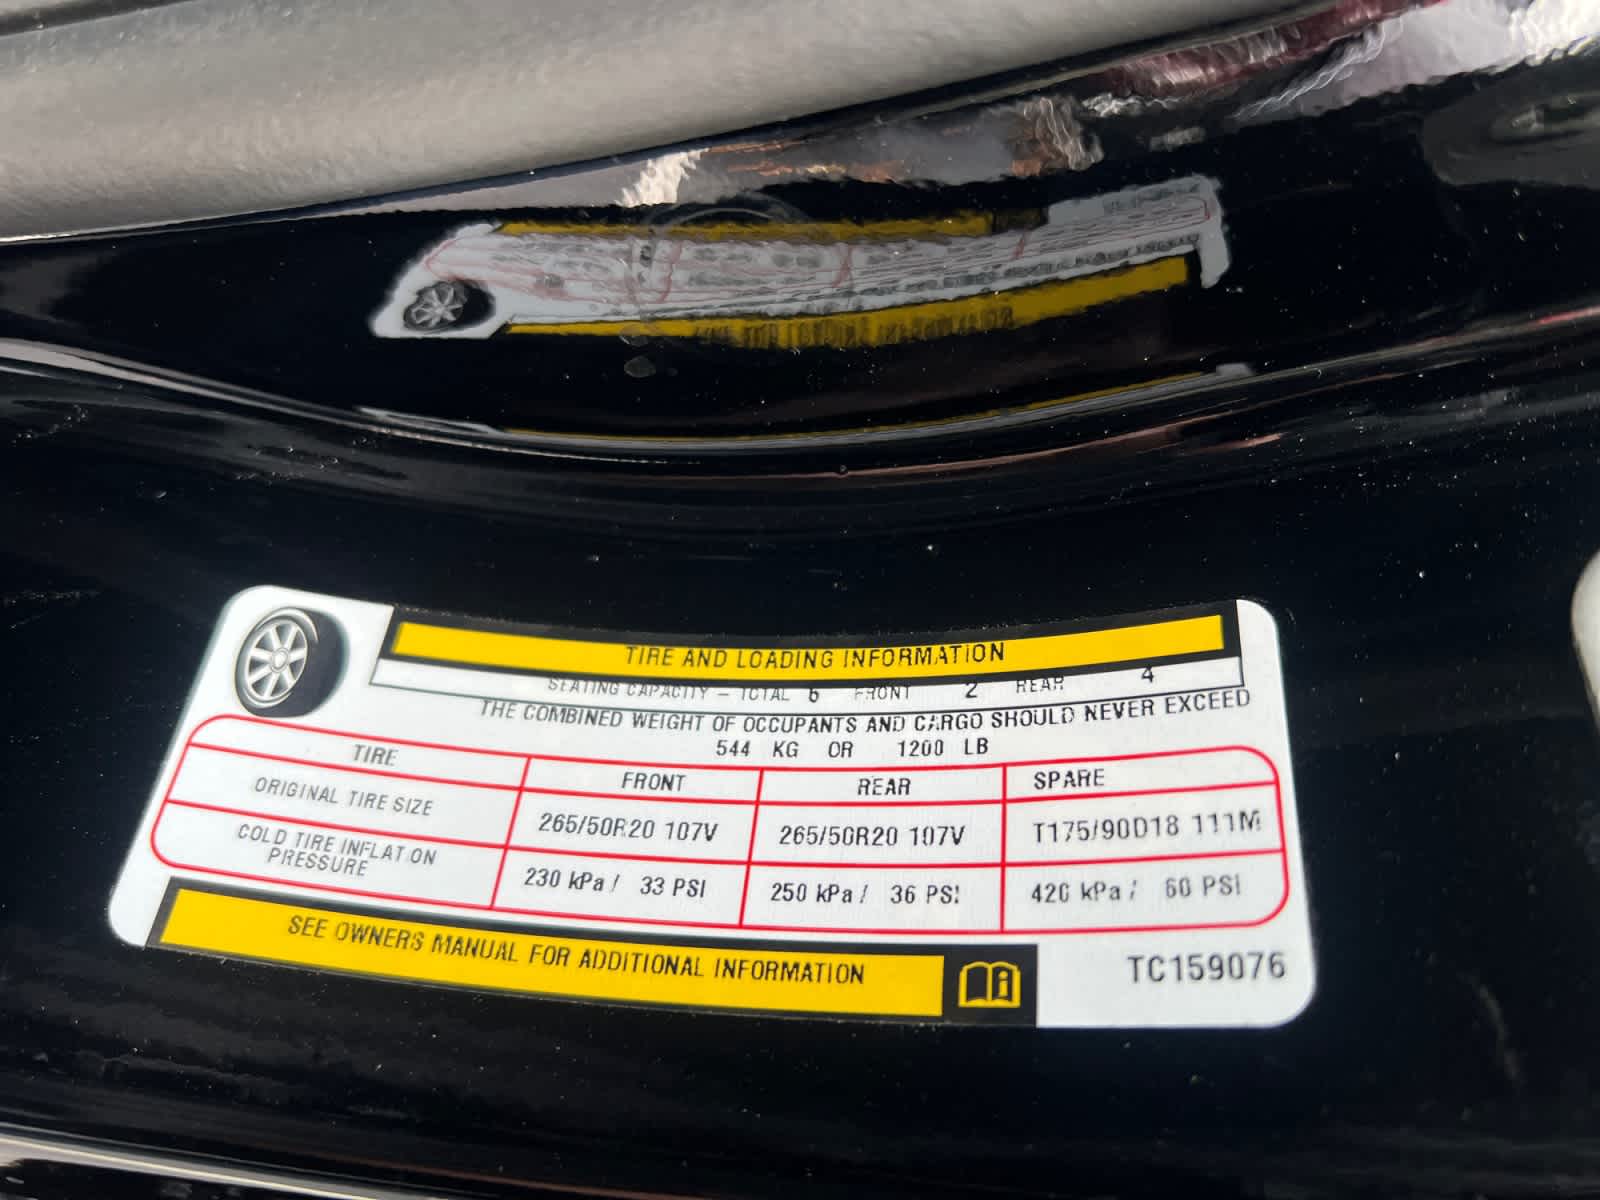 TIRE AND LOADING INFORMATION
SEATING CAPACITY – TOTAL 6 FRONT 2 REAR 4
THE COMBINED WEIGHT OF OCCUPANTS AND CARGO SHOULD NEVER EXCEED
544 KG OR 1200 LB
TIRE FRONT REAR SPARE
ORIGINAL TIRE SIZE 265/50R20 107V 265/50R20 107V T175/90D18 111M
COLD TIRE INFLATION
PRESSURE 230 kPa / 33 PSI 250 kPa / 36 PSI 420 kPa / 60 PSI
SEE OWNERS MANUAL FOR ADDITIONAL INFORMATION
TC159076